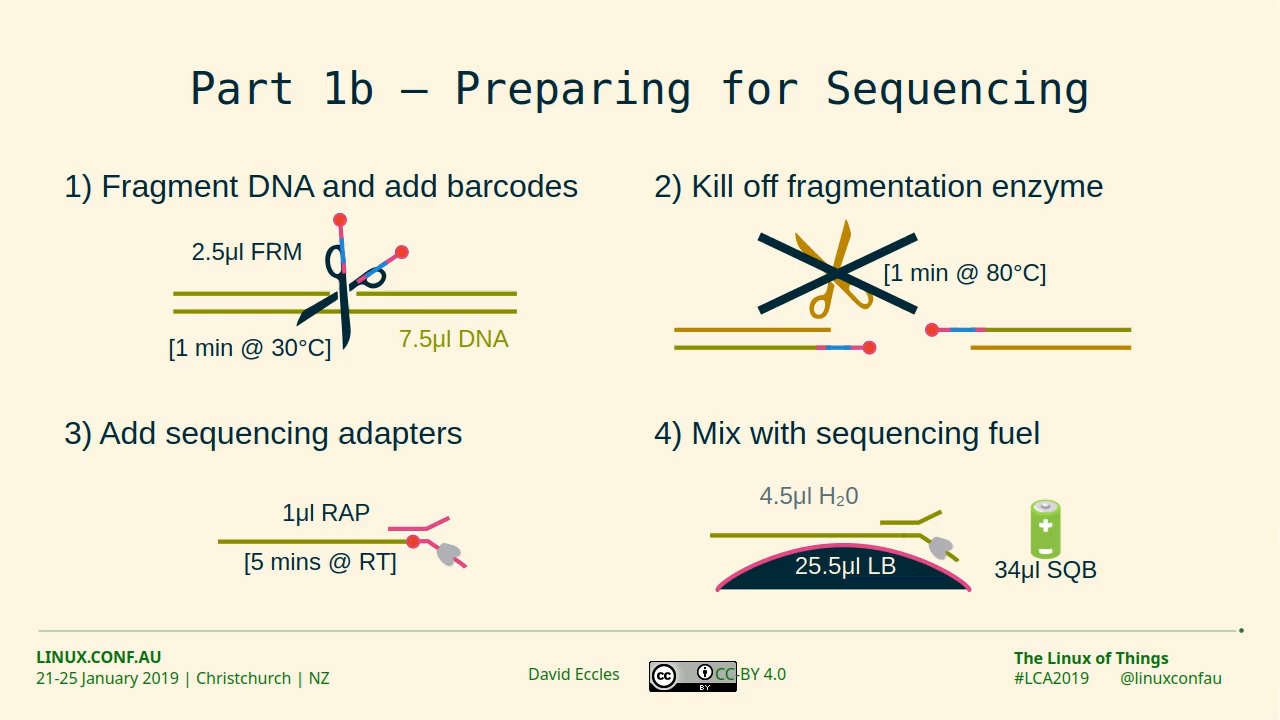 Part 1b – Preparing for Sequencing
1) Fragment DNA and add barcodes
2.5µl FRM
7.5µl DNA
[1 min @ 30°C]
2) Kill off fragmentation enzyme
[1 min @ 80°C]
3) Add sequencing adapters
1µl RAP
[5 mins @ RT]
4) Mix with sequencing fuel
4.5µl H₂0
25.5µl LB
34µl SQB
LINUX.CONF.AU
21-25 January 2019 | Christchurch | NZ
David Eccles
cc
BY
CC-BY 4.0
The Linux of Things
#LCA2019 @linuxconfau